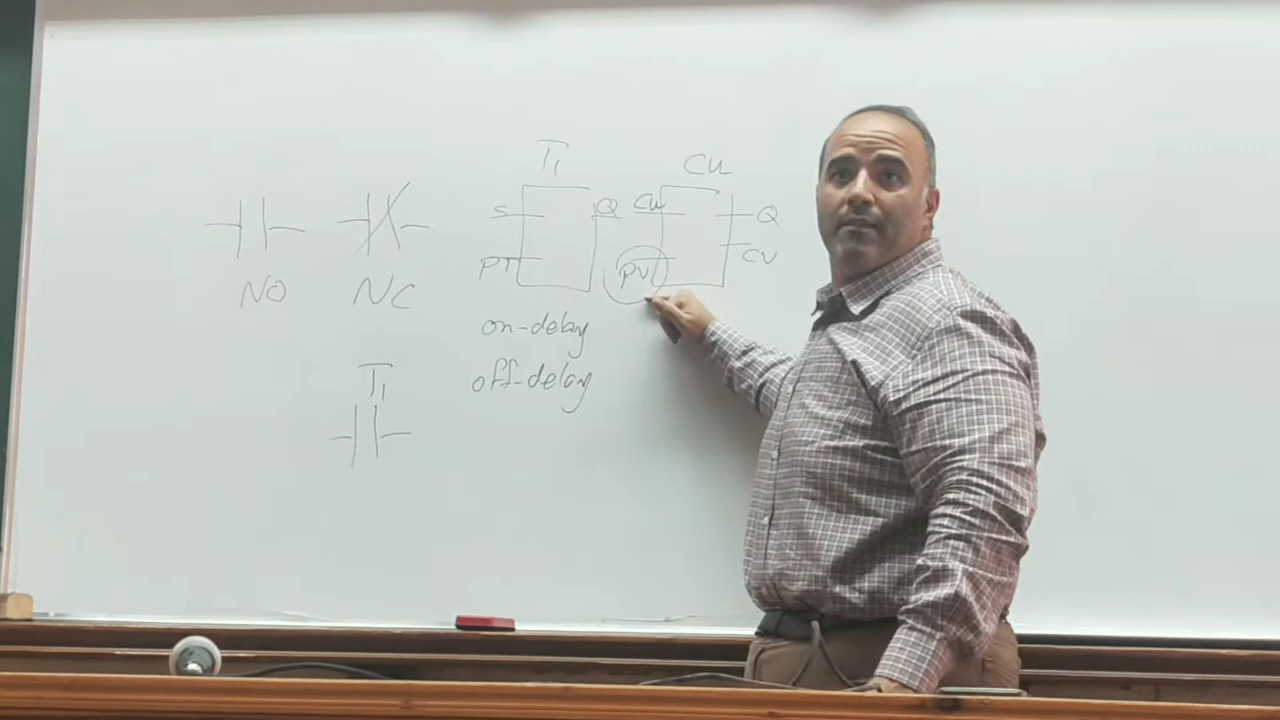 T1
CU
S
Q
CU
Q
PT
PV
CV
NO
NC
on-delay
off-delay
T1